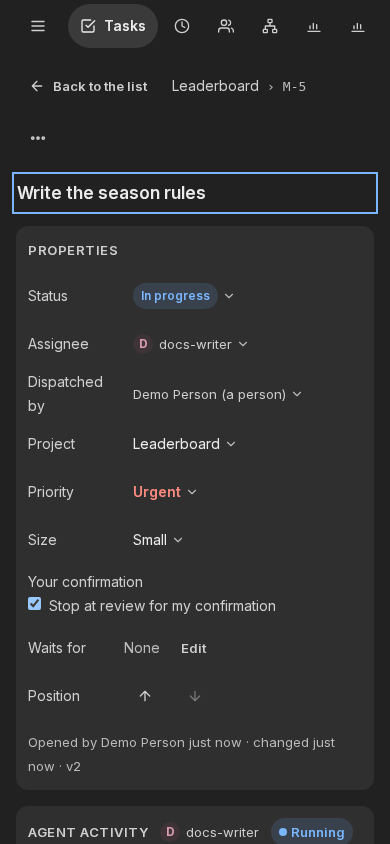 Tasks
Back to the list Leaderboard › M-5
Write the season rules
PROPERTIES
Status In progress
Assignee D docs-writer
Dispatched
by Demo Person (a person)
Project Leaderboard
Priority Urgent
Size Small
Your confirmation
Stop at review for my confirmation
Waits for None Edit
Position
Opened by Demo Person just now · changed just
now · v2
AGENT ACTIVITY D docs-writer Running